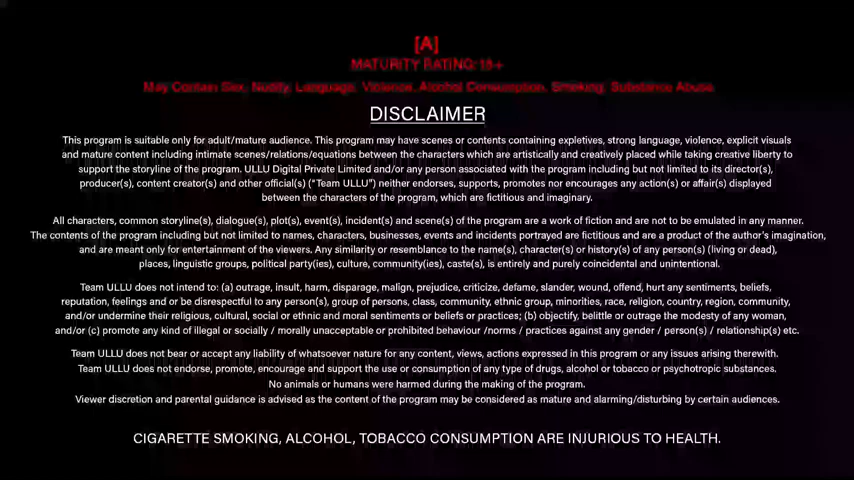 [A]
MATURITY RATING: 18+
May Contain Sex, Nudity, Language, Violence, Alcohol Consumption, Smoking, Substance Abuse
DISCLAIMER
This program is suitable only for adult/mature audience. This program may have scenes or contents containing expletives, strong language, violence, explicit visuals
and mature content including intimate scenes/relations/equations between the characters which are artistically and creatively placed while taking creative liberty to
support the storyline of the program. ULLU Digital Private Limited and/or any person associated with the program including but not limited to its director(s),
producer(s), content creator(s) and other official(s) ("Team ULLU") neither endorses, supports, promotes nor encourages any action(s) or affair(s) displayed
between the characters of the program, which are fictitious and imaginary.
All characters, common storyline(s), dialogue(s), plot(s), event(s), incident(s) and scene(s) of the program are a work of fiction and are not to be emulated in any manner.
The contents of the program including but not limited to names, characters, businesses, events and incidents portrayed are fictitious and are a product of the author's imagination,
and are meant only for entertainment of the viewers. Any similarity or resemblance to the name(s), character(s) or history(s) of any person(s) (living or dead),
places, linguistic groups, political party(ies), culture, community(ies), caste(s), is entirely and purely coincidental and unintentional.
Team ULLU does not intend to: (a) outrage, insult, harm, disparage, malign, prejudice, criticize, defame, slander, wound, offend, hurt any sentiments, beliefs,
reputation, feelings and or be disrespectful to any person(s), group of persons, class, community, ethnic group, minorities, race, religion, country, region, community,
and/or undermine their religious, cultural, social or ethnic and moral sentiments or beliefs or practices; (b) objectify, belittle or outrage the modesty of any woman,
and/or (c) promote any kind of illegal or socially / morally unacceptable or prohibited behaviour /norms / practices against any gender / person(s) / relationship(s) etc.
Team ULLU does not bear or accept any liability of whatsoever nature for any content, views, actions expressed in this program or any issues arising therewith.
Team ULLU does not endorse, promote, encourage and support the use or consumption of any type of drugs, alcohol or tobacco or psychotropic substances.
No animals or humans were harmed during the making of the program.
Viewer discretion and parental guidance is advised as the content of the program may be considered as mature and alarming/disturbing by certain audiences.
CIGARETTE SMOKING, ALCOHOL, TOBACCO CONSUMPTION ARE INJURIOUS TO HEALTH.